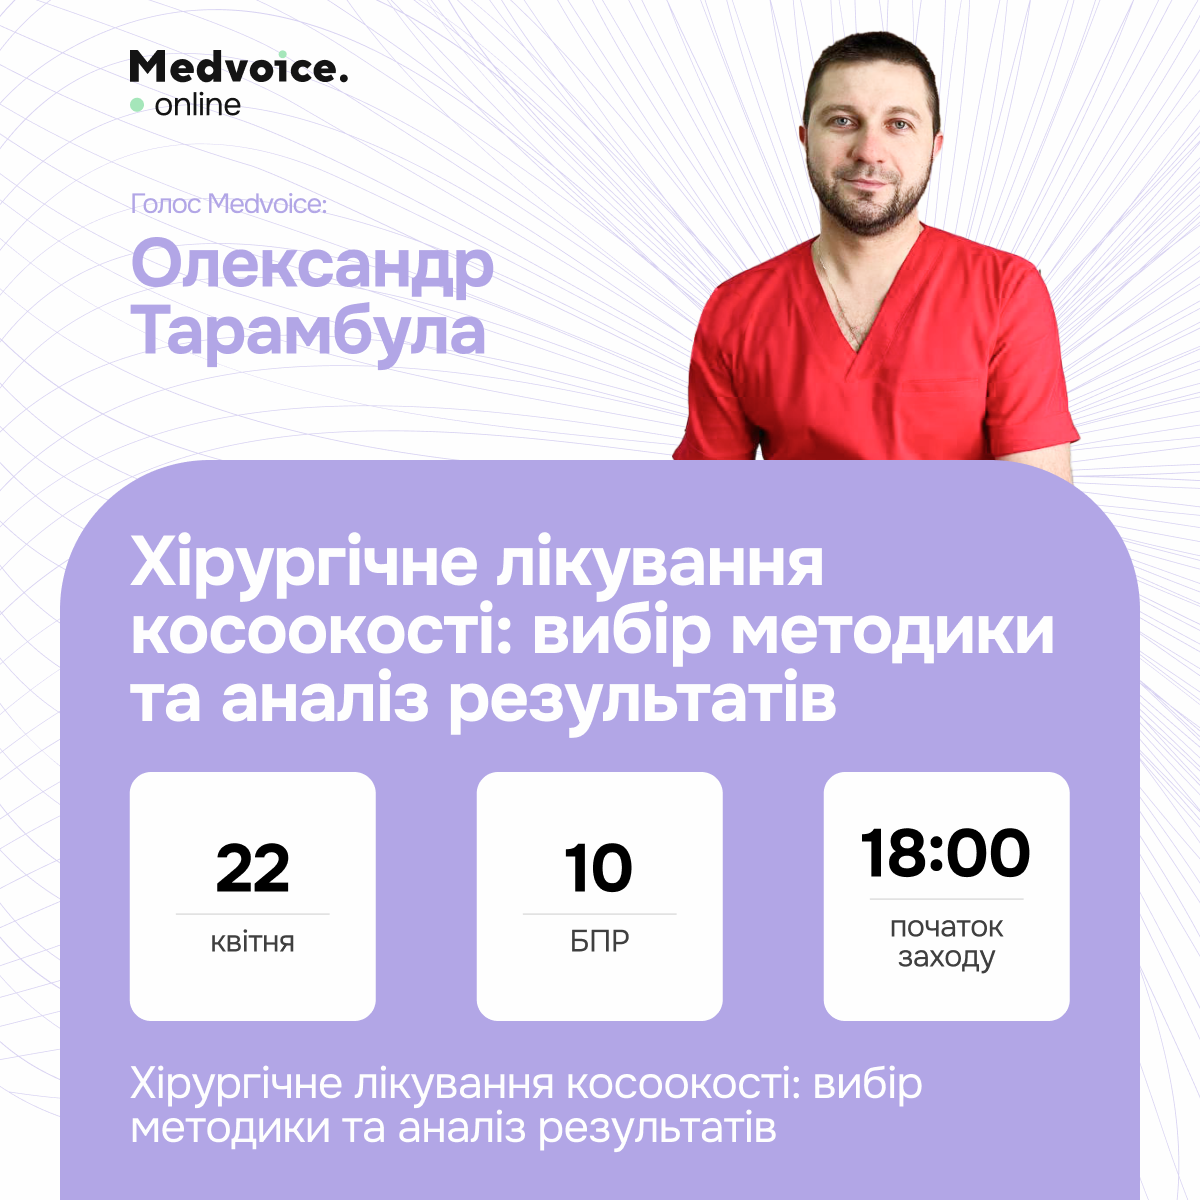 Medvoice.
online
Голос Medvoice:
Олександр
Тарамбула
Хірургічне лікування
косоокості: вибір методики
та аналіз результатів
22
квітня
10
БПР
18:00
початок
заходу
Хірургічне лікування косоокості: вибір
методики та аналіз результатів